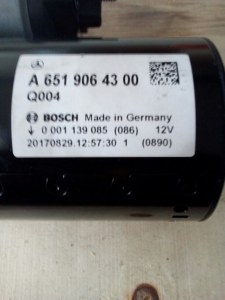 A 651 906 43 00
Q004
BOSCH Made in Germany
↓ 0 001 139 085 (086) 12V
20170829.12:57:30 1 (0890)